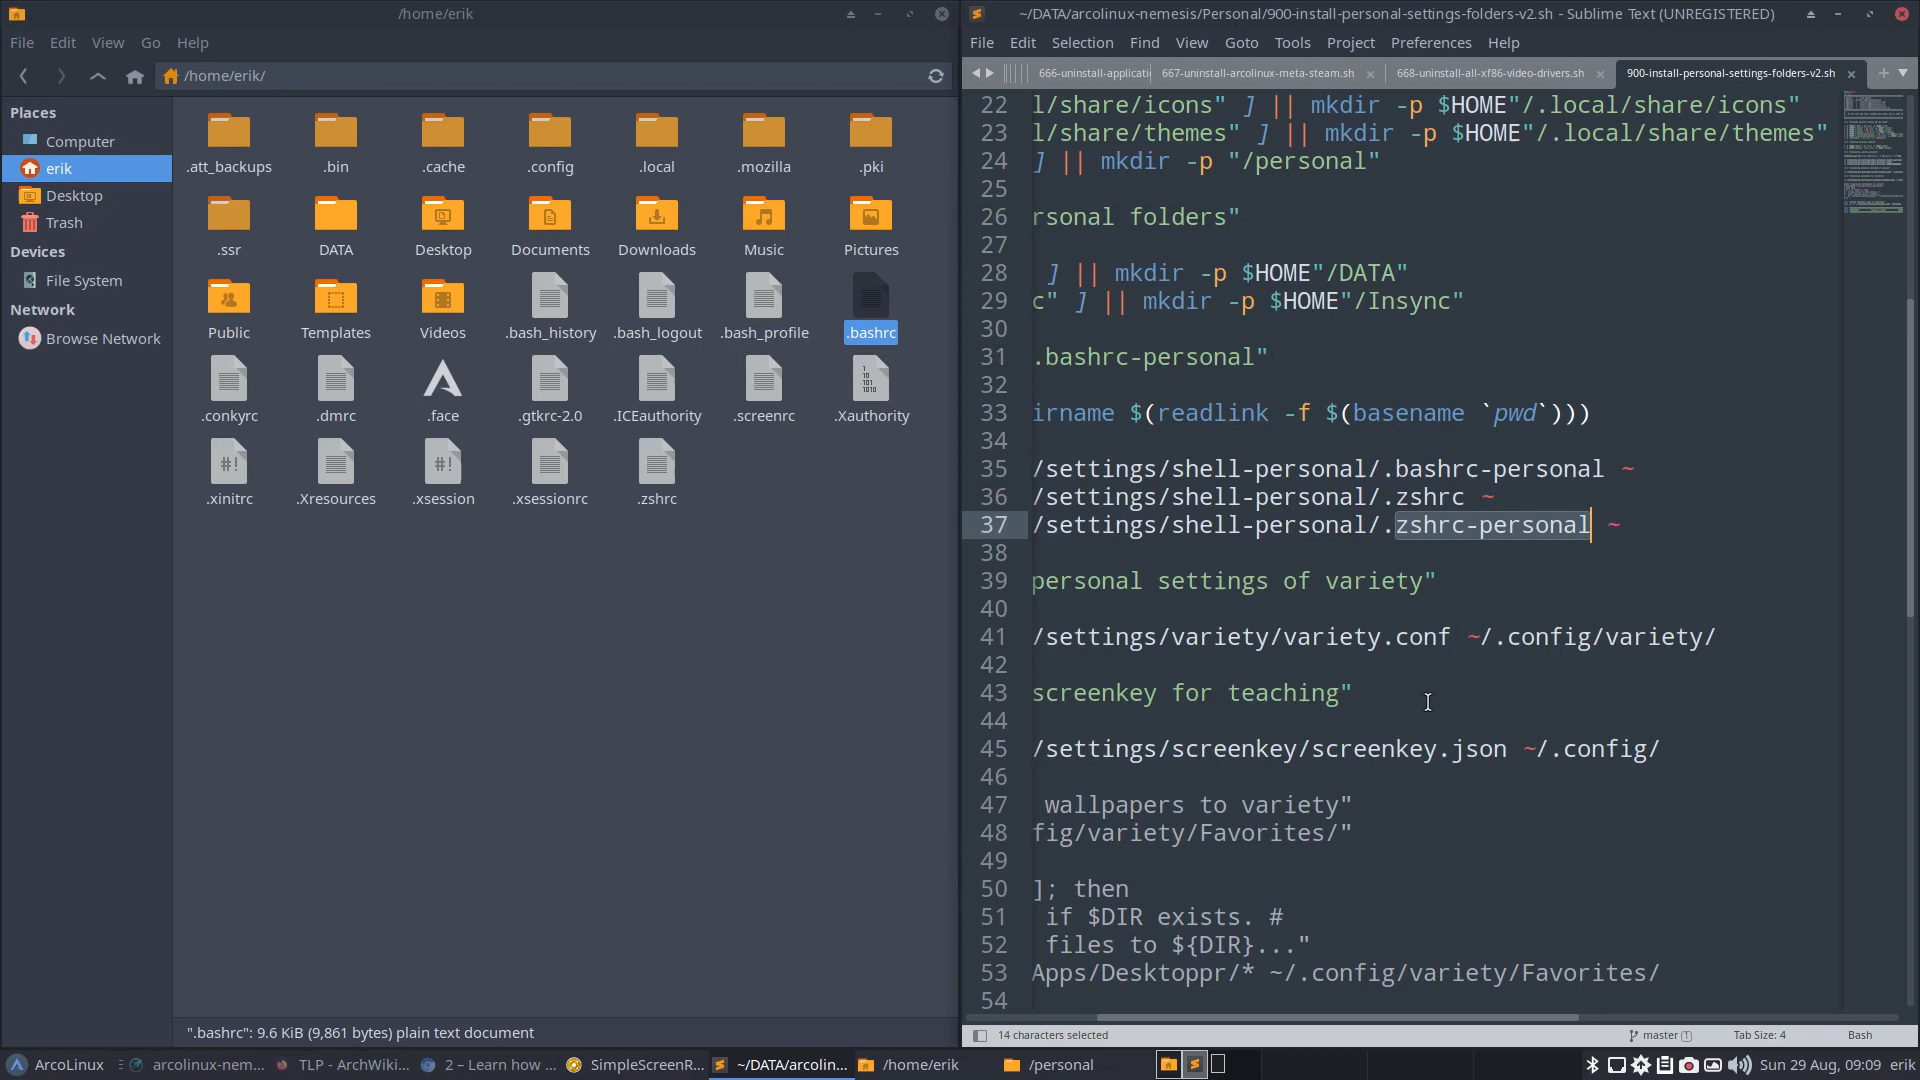 /home/erik
File Edit View Go Help
/home/erik/
Places
Computer
erik
Desktop
Trash
Devices
File System
Network
Browse Network
.att_backups .bin .cache .config .local .mozilla .pki
.ssr DATA Desktop Documents Downloads Music Pictures
Public Templates Videos .bash_history .bash_logout .bash_profile .bashrc
.conkyrc .dmrc .face .gtkrc-2.0 .ICEauthority .screenrc .Xauthority
.xinitrc .Xresources .xsession .xsessionrc .zshrc
".bashrc": 9.6 KiB (9,861 bytes) plain text document
~/DATA/arcolinux-nemesis/Personal/900-install-personal-settings-folders-v2.sh - Sublime Text (UNREGISTERED)
File Edit Selection Find View Goto Tools Project Preferences Help
666-uninstall-applicati 667-uninstall-arcolinux-meta-steam.sh 668-uninstall-all-xf86-video-drivers.sh 900-install-personal-settings-folders-v2.sh
22 l/share/icons" ] || mkdir -p $HOME"/.local/share/icons"
23 l/share/themes" ] || mkdir -p $HOME"/.local/share/themes"
24 ] || mkdir -p "/personal"
25
26 rsonal folders"
27
28 ] || mkdir -p $HOME"/DATA"
29 c" ] || mkdir -p $HOME"/Insync"
30
31 .bashrc-personal"
32
33 irname $(readlink -f $(basename `pwd`)))
34
35 /settings/shell-personal/.bashrc-personal ~
36 /settings/shell-personal/.zshrc ~
37 /settings/shell-personal/.zshrc-personal ~
38
39 personal settings of variety"
40
41 /settings/variety/variety.conf ~/.config/variety/
42
43 screenkey for teaching"
44
45 /settings/screenkey/screenkey.json ~/.config/
46
47 wallpapers to variety"
48 fig/variety/Favorites/"
49
50 ]; then
51 if $DIR exists. #
52 files to ${DIR}..."
53 Apps/Desktoppr/* ~/.config/variety/Favorites/
54
14 characters selected master 1 Tab Size: 4 Bash
ArcoLinux arcolinux-nem... TLP - ArchWiki... 2 – Learn how ... SimpleScreenR... ~/DATA/arcolin... /home/erik /personal Sun 29 Aug, 09:09 erik